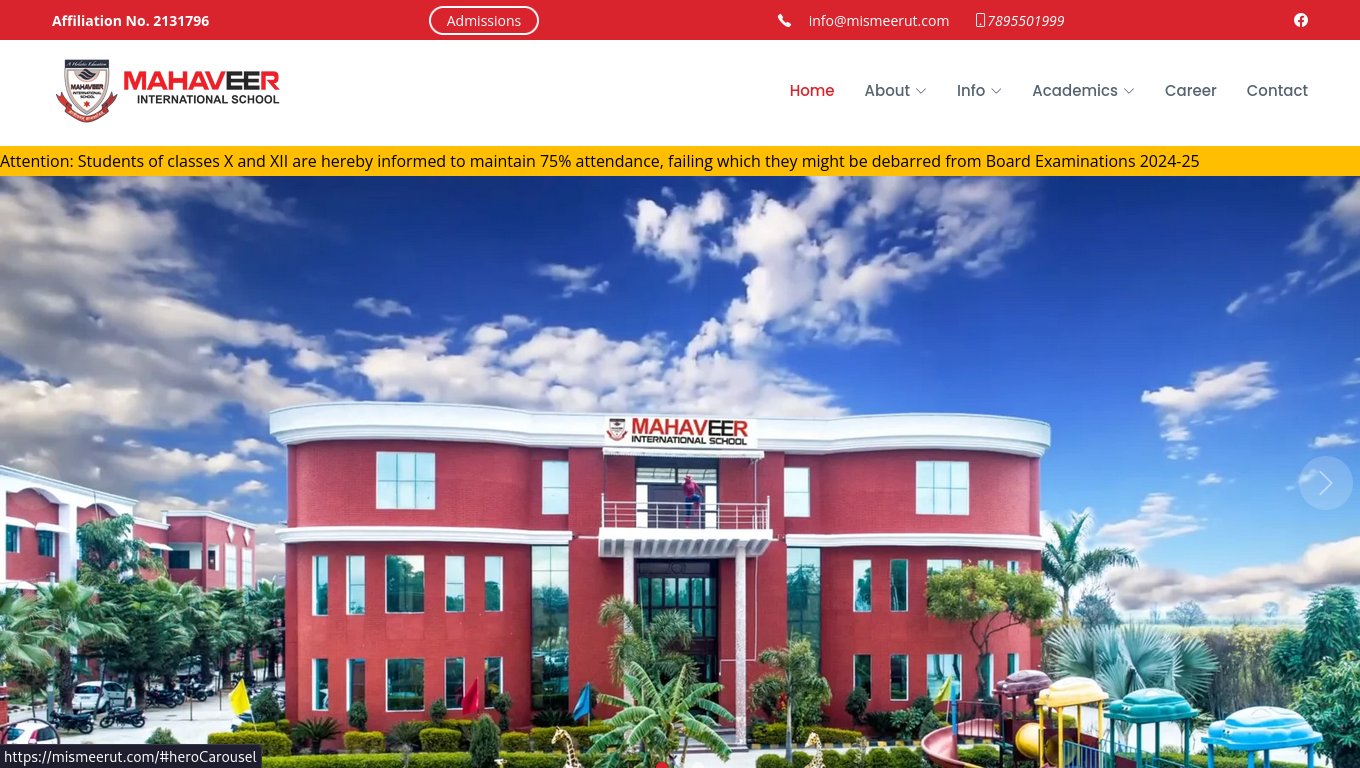 Affiliation No. 2131796
Admissions
info@mismeerut.com
7895501999
A Holistic Education
MAHAVEER
INTERNATIONAL
SCHOOL
MAHAVEER
INTERNATIONAL SCHOOL
Home
About
Info
Academics
Career
Contact
Attention: Students of classes X and XII are hereby informed to maintain 75% attendance, failing which they might be debarred from Board Examinations 2024-25
MAHAVEER
INTERNATIONAL SCHOOL
https://mismeerut.com/#heroCarousel